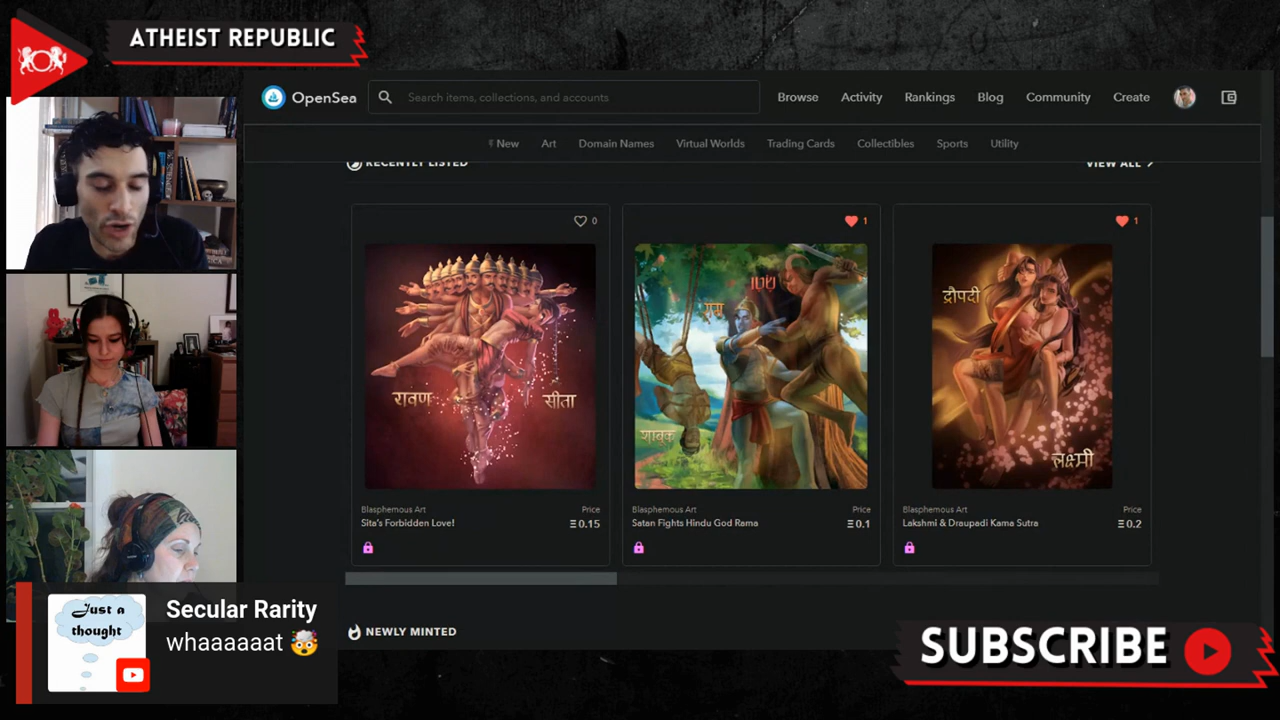 ATHEIST REPUBLIC
OpenSea
Search items, collections, and accounts
Browse
Activity
Rankings
Blog
Community
Create
New
Art
Domain Names
Virtual Worlds
Trading Cards
Collectibles
Sports
Utility
RECENTLY LISTED
VIEW ALL
0
1
1
रावण
सीता
राम
द्रौपदी
लक्ष्मी
Blasphemous Art
Price
Sita's Forbidden Love!
0.15
Blasphemous Art
Price
Satan Fights Hindu God Rama
0.1
Blasphemous Art
Price
Lakshmi & Draupadi Kama Sutra
0.2
NEWLY MINTED
Just a
thought
Secular Rarity
whaaaaaat 🤯
SUBSCRIBE